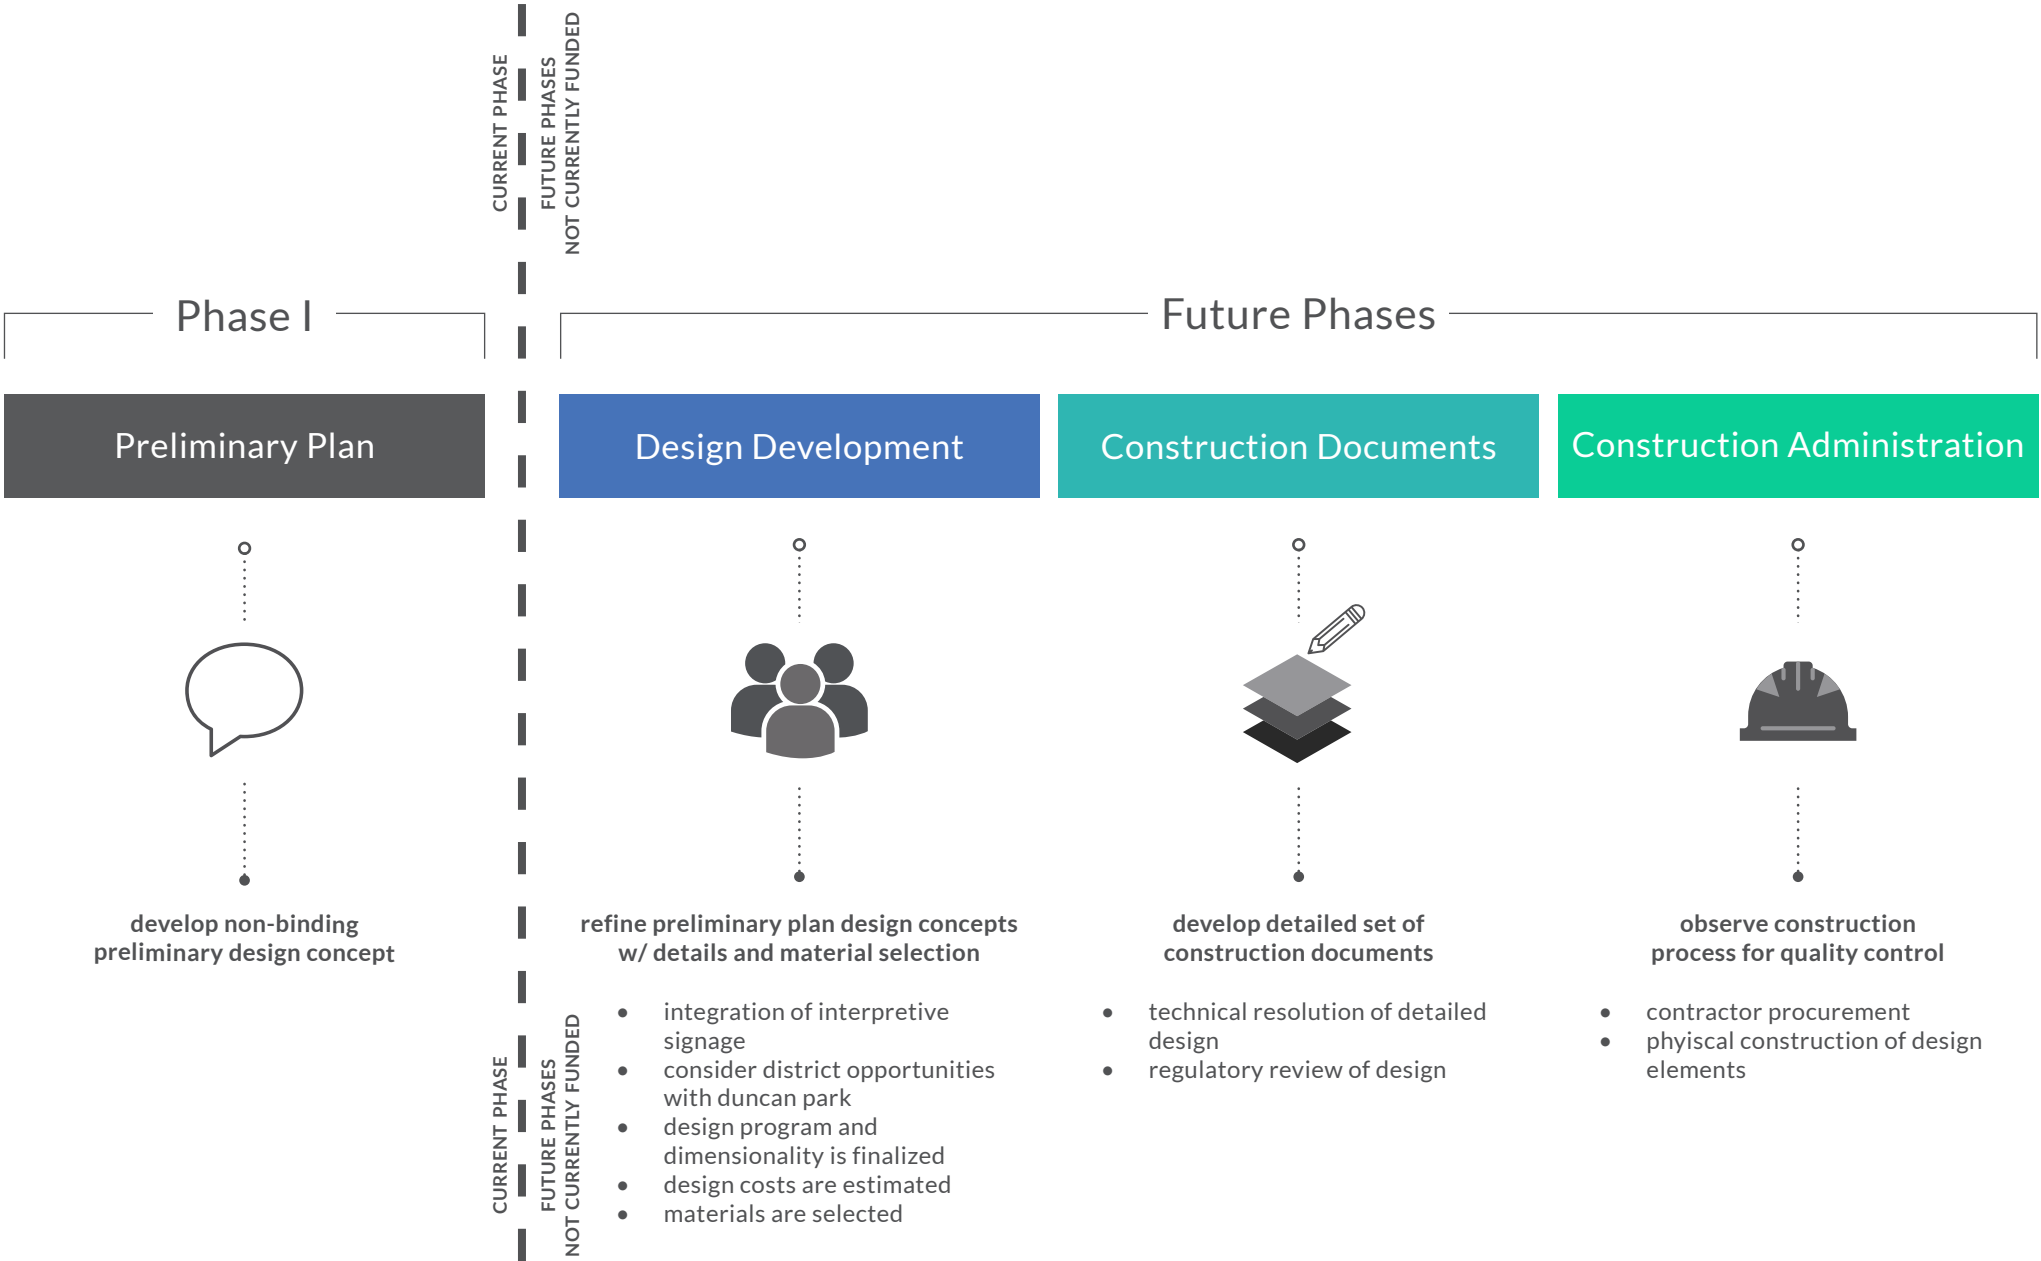 CURRENT PHASE
FUTURE PHASES
NOT CURRENTLY FUNDED
Phase I
Future Phases
Preliminary Plan
Design Development
Construction Documents
Construction Administration
develop non-binding
preliminary design concept
refine preliminary plan design concepts
w/ details and material selection
• integration of interpretive
signage
• consider district opportunities
with duncan park
• design program and
dimensionality is finalized
• design costs are estimated
• materials are selected
develop detailed set of
construction documents
• technical resolution of detailed
design
• regulatory review of design
observe construction
process for quality control
• contractor procurement
• phyiscal construction of design
elements
CURRENT PHASE
FUTURE PHASES
NOT CURRENTLY FUNDED